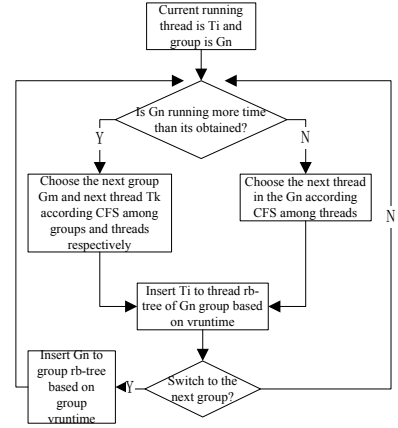 Current running
thread is Ti and
group is Gn
Is Gn running more time
than its obtained?
Y
N
Choose the next group
Gm and next thread Tk
according CFS among
groups and threads
respectively
Choose the next thread
in the Gn according
CFS among threads
N
Insert Ti to thread rb-
tree of Gn group based
on vruntime
Insert Gn to
group rb-tree
based on
group
vruntime
Y
Switch to the
next group?